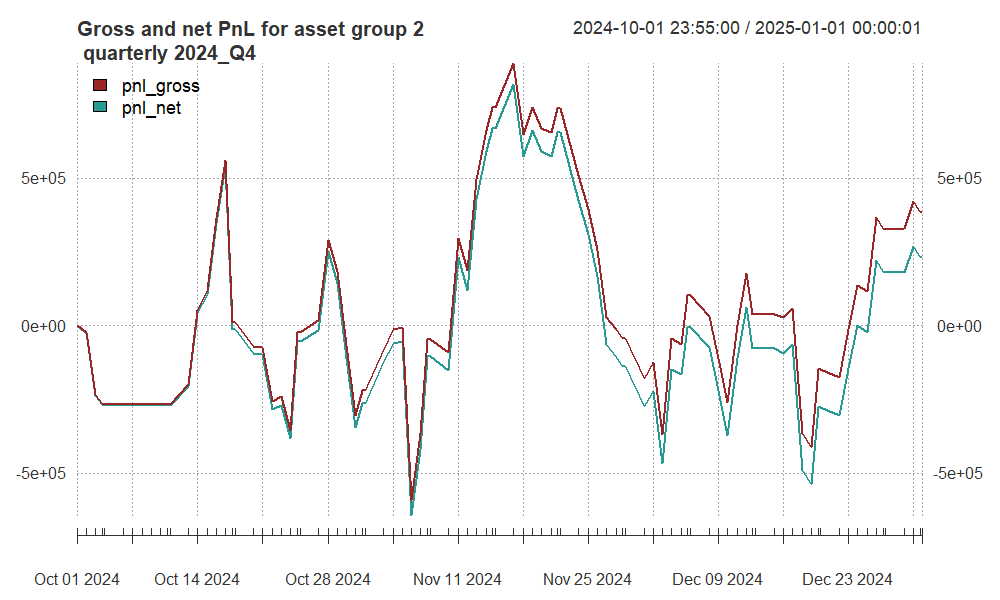 Gross and net PnL for asset group 2
quarterly 2024_Q4
2024-10-01 23:55:00 / 2025-01-01 00:00:01
pnl_gross
pnl_net
5e+05
5e+05
0e+00
0e+00
-5e+05
-5e+05
Oct 01 2024
Oct 14 2024
Oct 28 2024
Nov 11 2024
Nov 25 2024
Dec 09 2024
Dec 23 2024